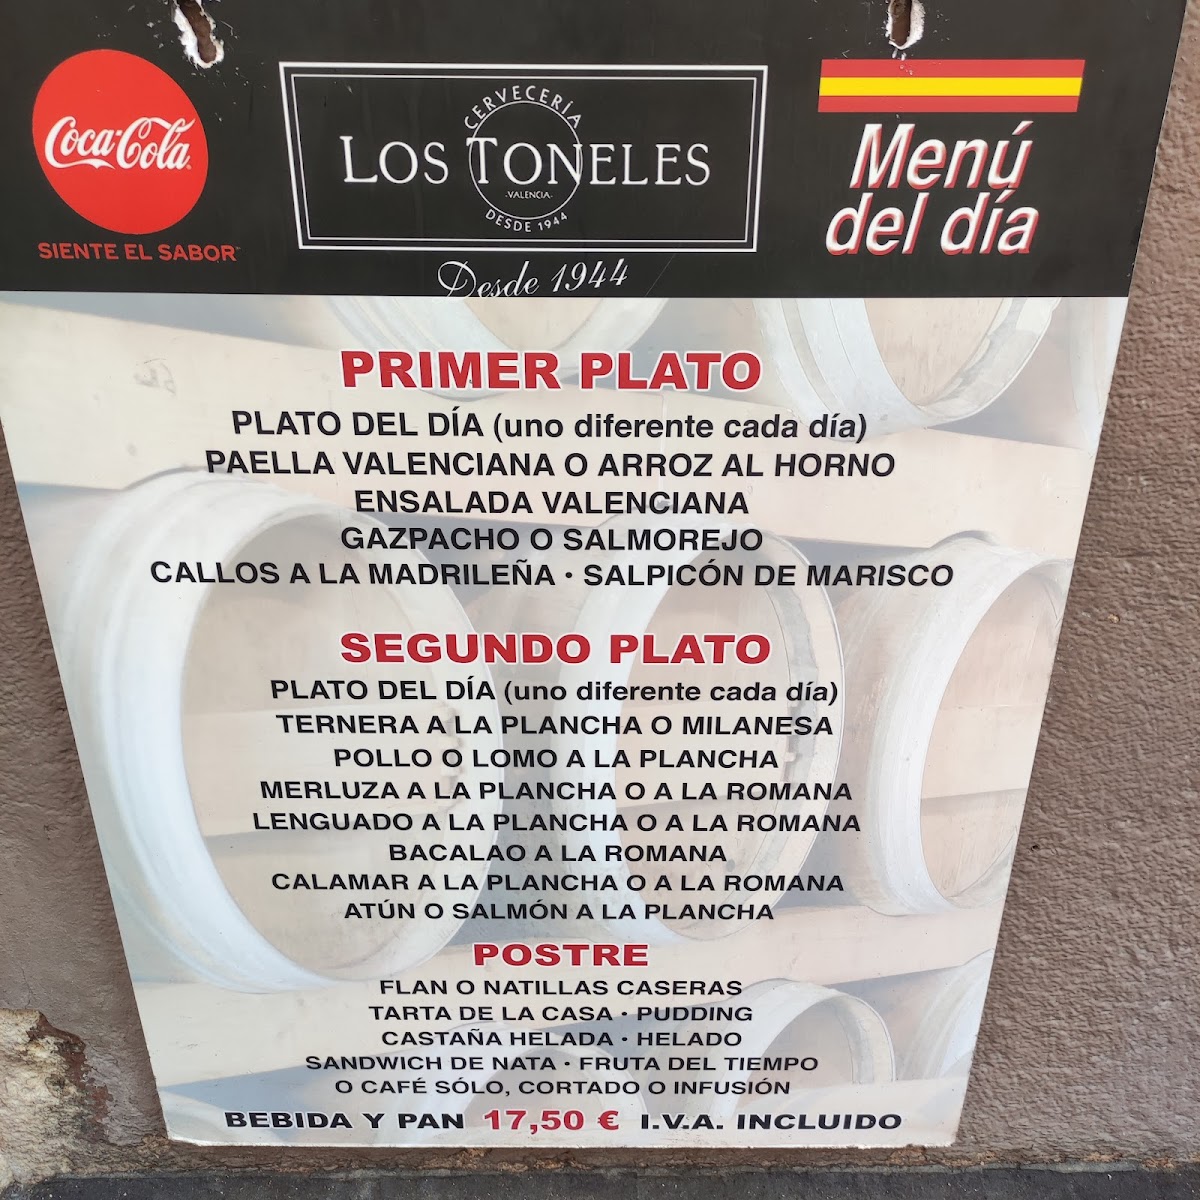 Coca-Cola
SIENTE EL SABOR
CERVECERÍA
LOS TONELES
-VALENCIA-
DESDE 1944
Desde 1944
Menú
del día
PRIMER PLATO
PLATO DEL DÍA (uno diferente cada día)
PAELLA VALENCIANA O ARROZ AL HORNO
ENSALADA VALENCIANA
GAZPACHO O SALMOREJO
CALLOS A LA MADRILEÑA • SALPICÓN DE MARISCO
SEGUNDO PLATO
PLATO DEL DÍA (uno diferente cada día)
TERNERA A LA PLANCHA O MILANESA
POLLO O LOMO A LA PLANCHA
MERLUZA A LA PLANCHA O A LA ROMANA
LENGUADO A LA PLANCHA O A LA ROMANA
BACALAO A LA ROMANA
CALAMAR A LA PLANCHA O A LA ROMANA
ATÚN O SALMÓN A LA PLANCHA
POSTRE
FLAN O NATILLAS CASERAS
TARTA DE LA CASA • PUDDING
CASTAÑA HELADA • HELADO
SANDWICH DE NATA • FRUTA DEL TIEMPO
O CAFÉ SÓLO, CORTADO O INFUSIÓN
BEBIDA Y PAN 17,50 € I.V.A. INCLUIDO